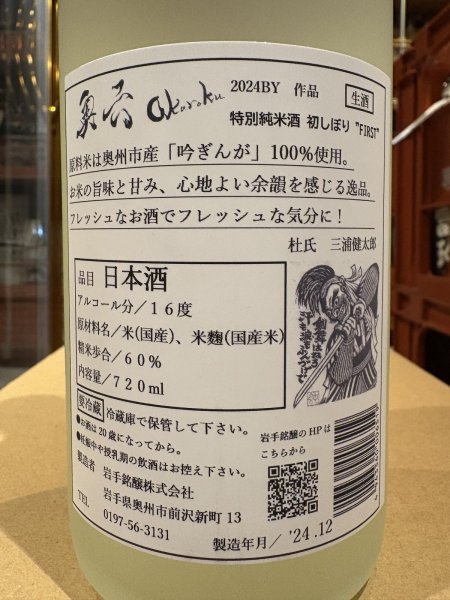 奥六
akaroku
2024BY 作品
生酒
特別純米酒 初しぼり "FIRST"
原料米は奥州市産「吟ぎんが」100%使用。
お米の旨味と甘み、心地よい余韻を感じる逸品。
フレッシュなお酒でフレッシュな気分に!
杜氏 三浦健太郎
品目 日本酒
アルコール分/16度
原材料名/米(国産)、米麹(国産米)
精米歩合/60%
内容量/720ml
要冷蔵 冷蔵庫で保管して下さい。
●お酒は20歳になってから。
●妊娠中や授乳期の飲酒はお控え下さい。
製造者 岩手銘醸株式会社
岩手県奥州市前沢新町13
TEL 0197-56-3131
岩手銘醸のHPは
こちらから
製造年月/ '24.12